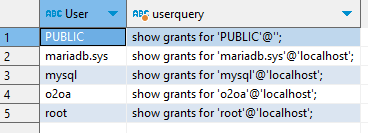 User userquery
1 PUBLIC show grants for 'PUBLIC'@'';
2 mariadb.sys show grants for 'mariadb.sys'@'localhost';
3 mysql show grants for 'mysql'@'localhost';
4 o2oa show grants for 'o2oa'@'localhost';
5 root show grants for 'root'@'localhost';